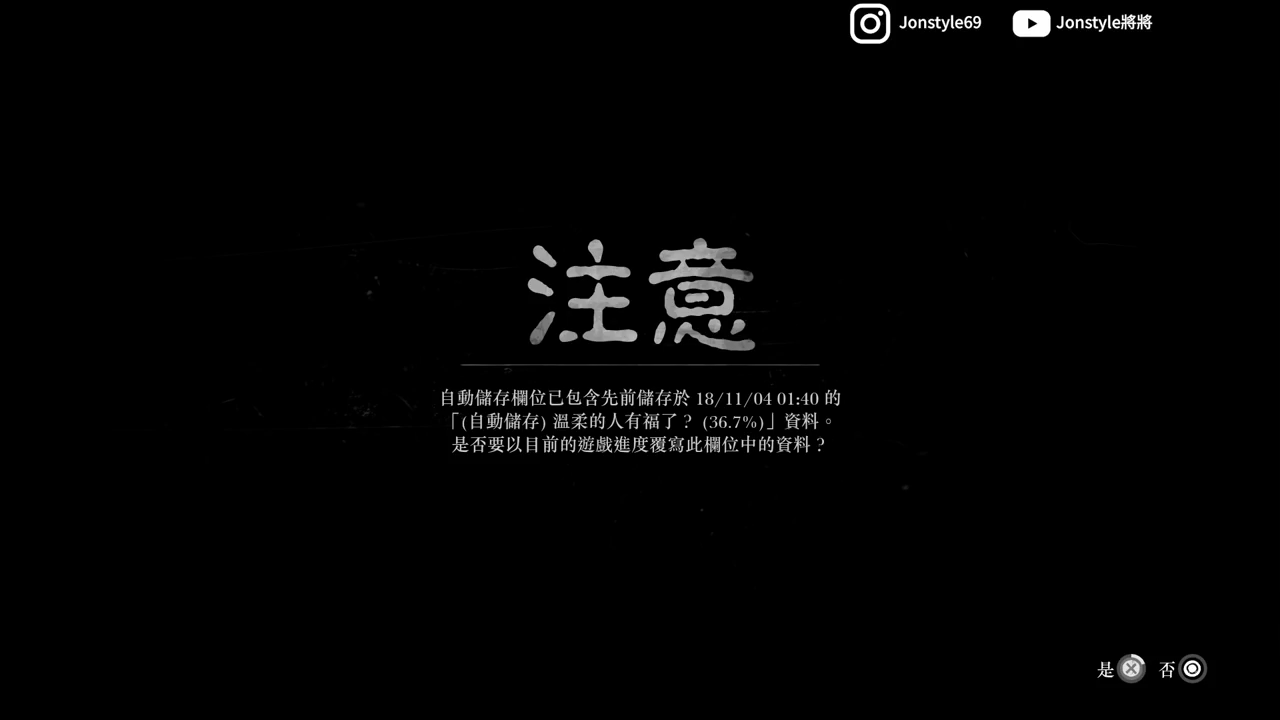 Jonstyle69 Jonstyle將將
注意
自動儲存欄位已包含先前儲存於 18/11/04 01:40 的
「(自動儲存) 溫柔的人有福了？ (36.7%)」資料。
是否要以目前的遊戲進度覆寫此欄位中的資料？
是 否